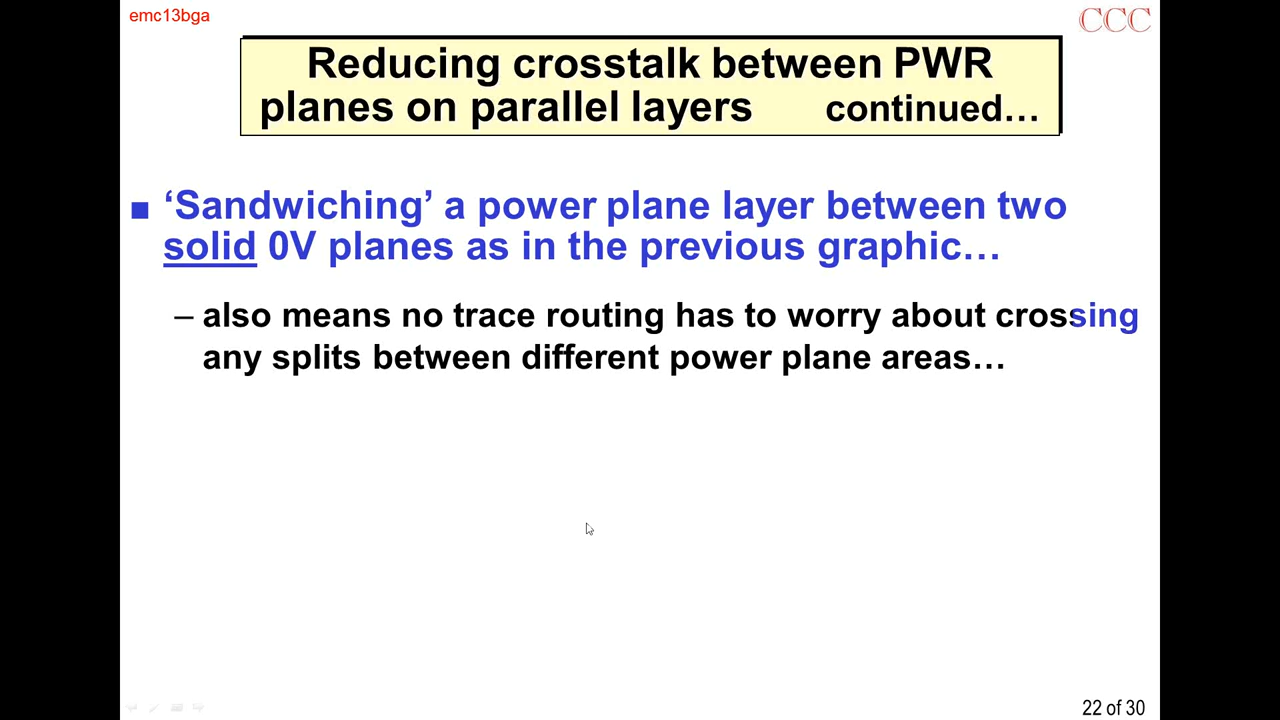 emc13bga
CCC
Reducing crosstalk between PWR
planes on parallel layers continued…
■ ‘Sandwiching’ a power plane layer between two
solid 0V planes as in the previous graphic…
– also means no trace routing has to worry about crossing
any splits between different power plane areas…
22 of 30